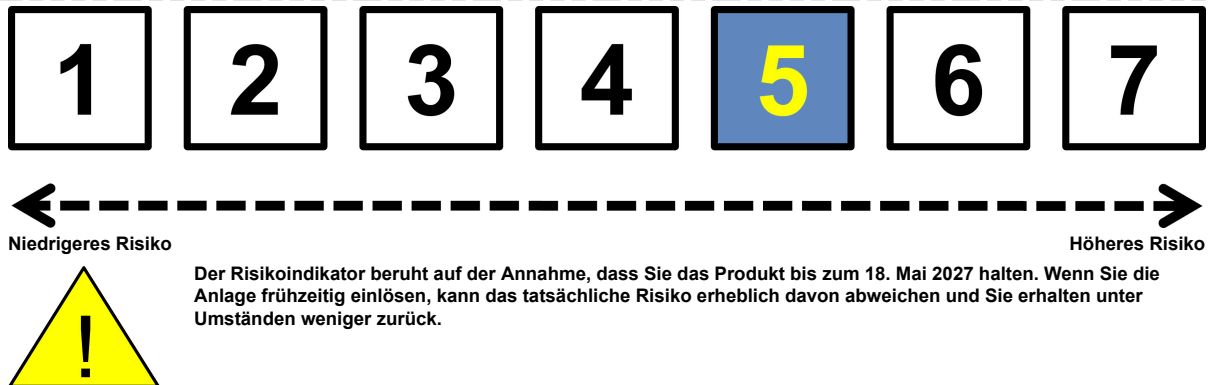 1 2 3 4 5 6 7
Niedrigeres Risiko Höheres Risiko
Der Risikoindikator beruht auf der Annahme, dass Sie das Produkt bis zum 18. Mai 2027 halten. Wenn Sie die
Anlage frühzeitig einlösen, kann das tatsächliche Risiko erheblich davon abweichen und Sie erhalten unter
Umständen weniger zurück.
!